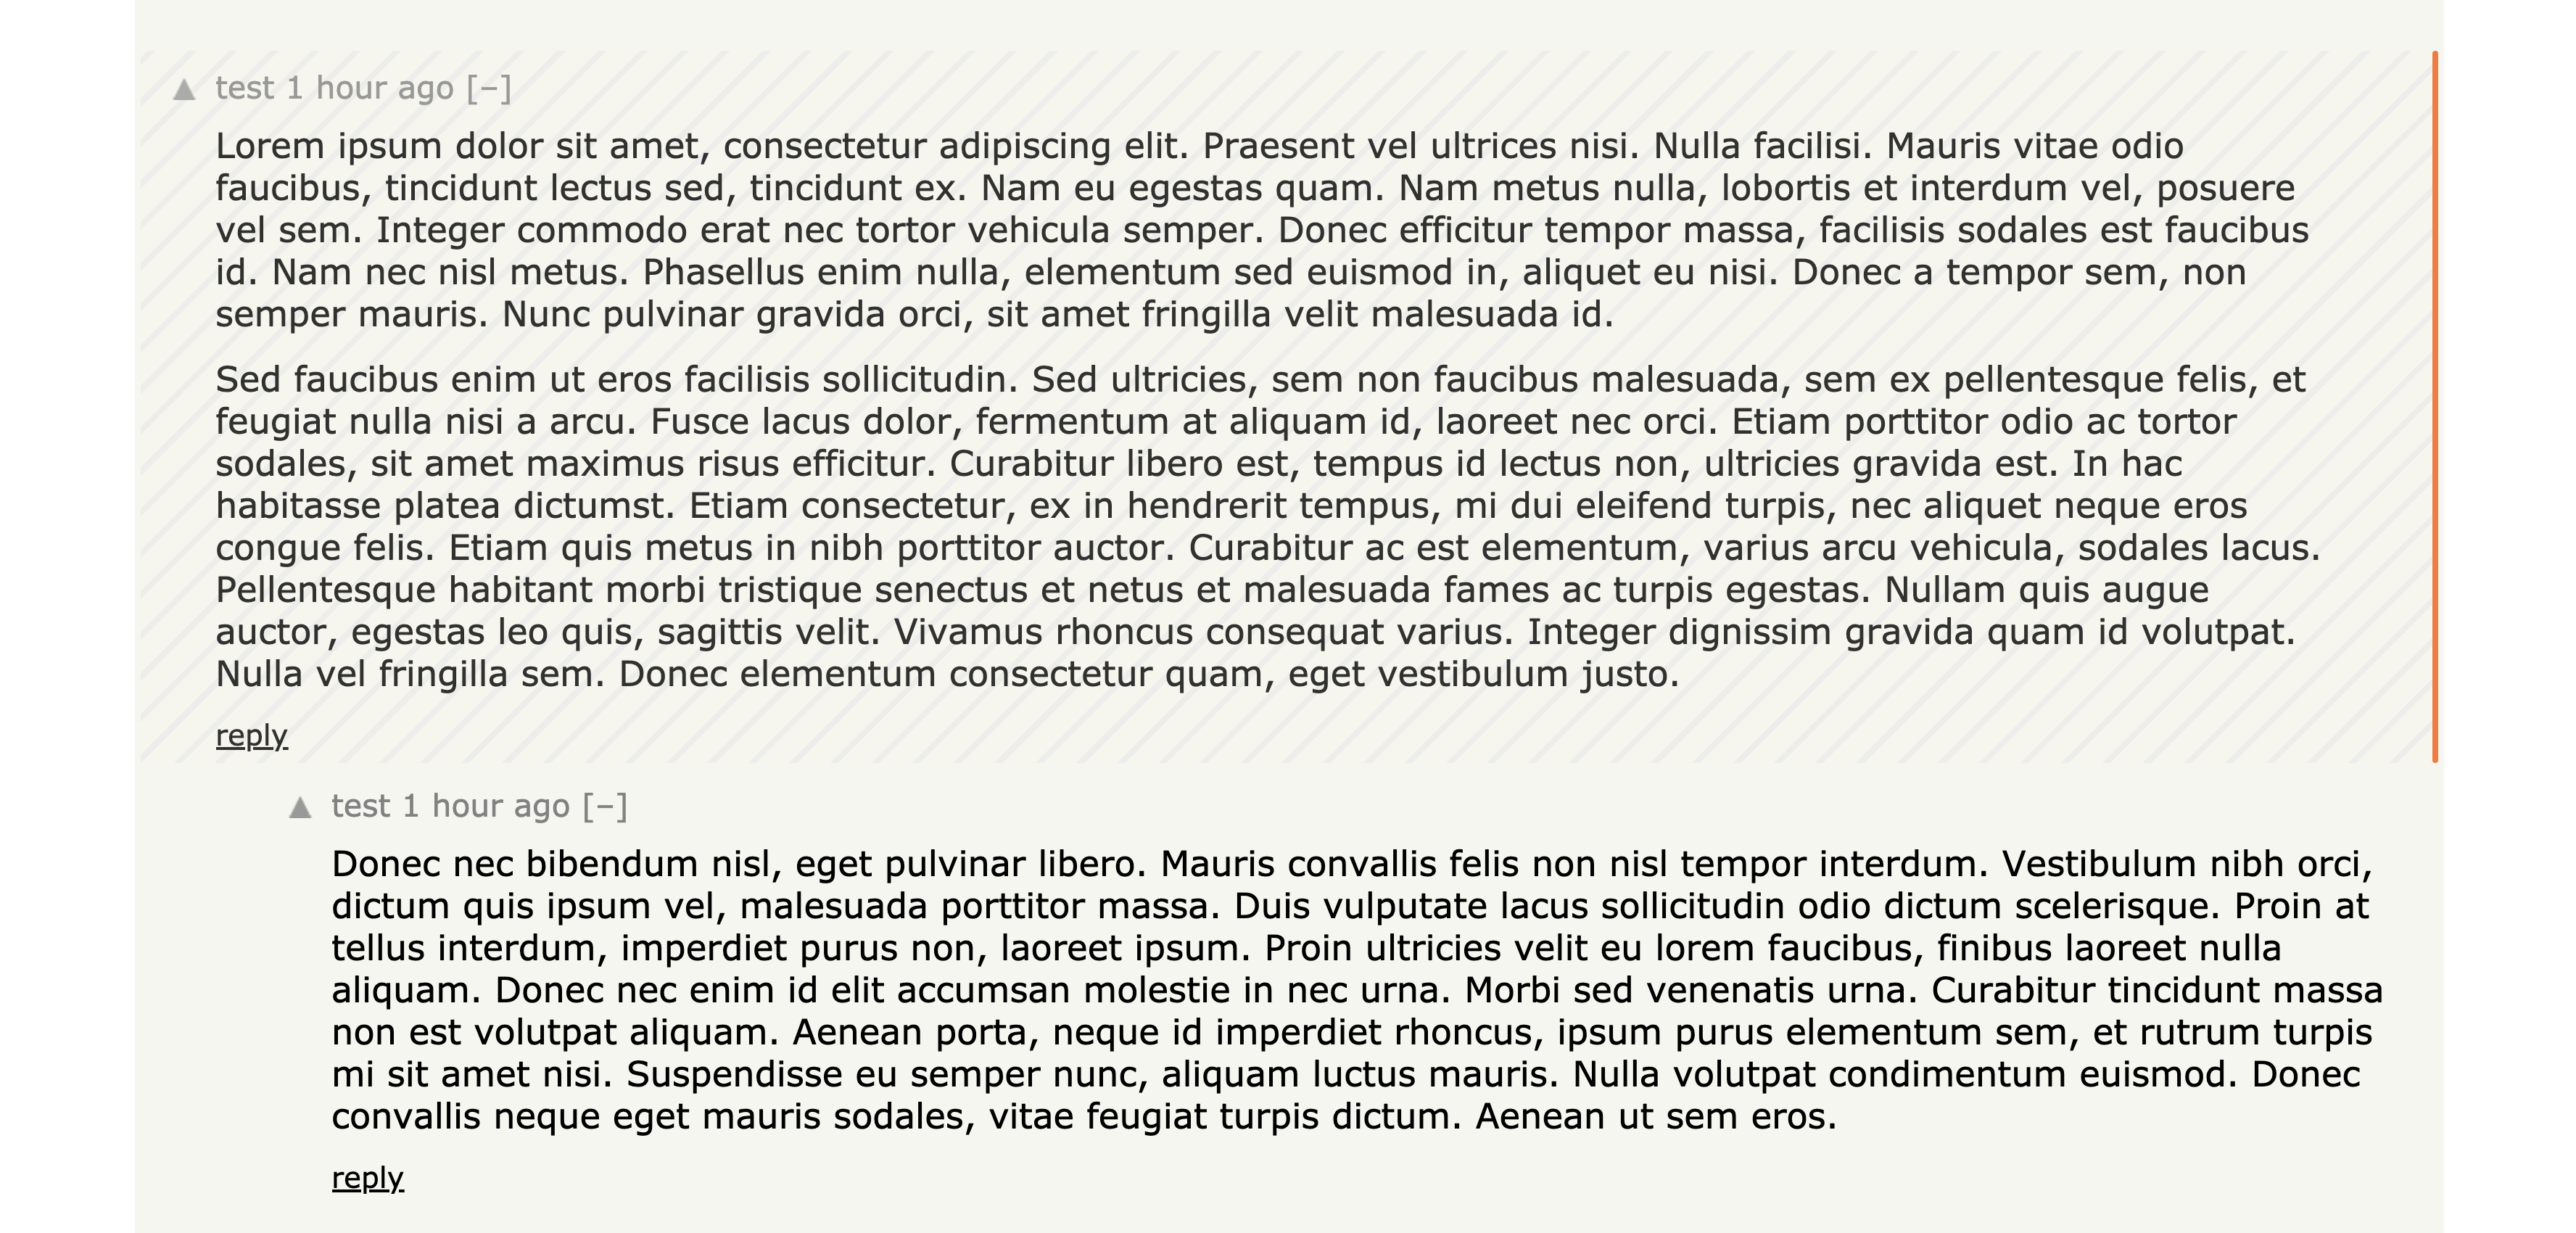 ▲ test 1 hour ago [–]
Lorem ipsum dolor sit amet, consectetur adipiscing elit. Praesent vel ultrices nisi. Nulla facilisi. Mauris vitae odio
faucibus, tincidunt lectus sed, tincidunt ex. Nam eu egestas quam. Nam metus nulla, lobortis et interdum vel, posuere
vel sem. Integer commodo erat nec tortor vehicula semper. Donec efficitur tempor massa, facilisis sodales est faucibus
id. Nam nec nisl metus. Phasellus enim nulla, elementum sed euismod in, aliquet eu nisi. Donec a tempor sem, non
semper mauris. Nunc pulvinar gravida orci, sit amet fringilla velit malesuada id.
Sed faucibus enim ut eros facilisis sollicitudin. Sed ultricies, sem non faucibus malesuada, sem ex pellentesque felis, et
feugiat nulla nisi a arcu. Fusce lacus dolor, fermentum at aliquam id, laoreet nec orci. Etiam porttitor odio ac tortor
sodales, sit amet maximus risus efficitur. Curabitur libero est, tempus id lectus non, ultricies gravida est. In hac
habitasse platea dictumst. Etiam consectetur, ex in hendrerit tempus, mi dui eleifend turpis, nec aliquet neque eros
congue felis. Etiam quis metus in nibh porttitor auctor. Curabitur ac est elementum, varius arcu vehicula, sodales lacus.
Pellentesque habitant morbi tristique senectus et netus et malesuada fames ac turpis egestas. Nullam quis augue
auctor, egestas leo quis, sagittis velit. Vivamus rhoncus consequat varius. Integer dignissim gravida quam id volutpat.
Nulla vel fringilla sem. Donec elementum consectetur quam, eget vestibulum justo.
reply
▲ test 1 hour ago [–]
Donec nec bibendum nisl, eget pulvinar libero. Mauris convallis felis non nisl tempor interdum. Vestibulum nibh orci,
dictum quis ipsum vel, malesuada porttitor massa. Duis vulputate lacus sollicitudin odio dictum scelerisque. Proin at
tellus interdum, imperdiet purus non, laoreet ipsum. Proin ultricies velit eu lorem faucibus, finibus laoreet nulla
aliquam. Donec nec enim id elit accumsan molestie in nec urna. Morbi sed venenatis urna. Curabitur tincidunt massa
non est volutpat aliquam. Aenean porta, neque id imperdiet rhoncus, ipsum purus elementum sem, et rutrum turpis
mi sit amet nisi. Suspendisse eu semper nunc, aliquam luctus mauris. Nulla volutpat condimentum euismod. Donec
convallis neque eget mauris sodales, vitae feugiat turpis dictum. Aenean ut sem eros.
reply